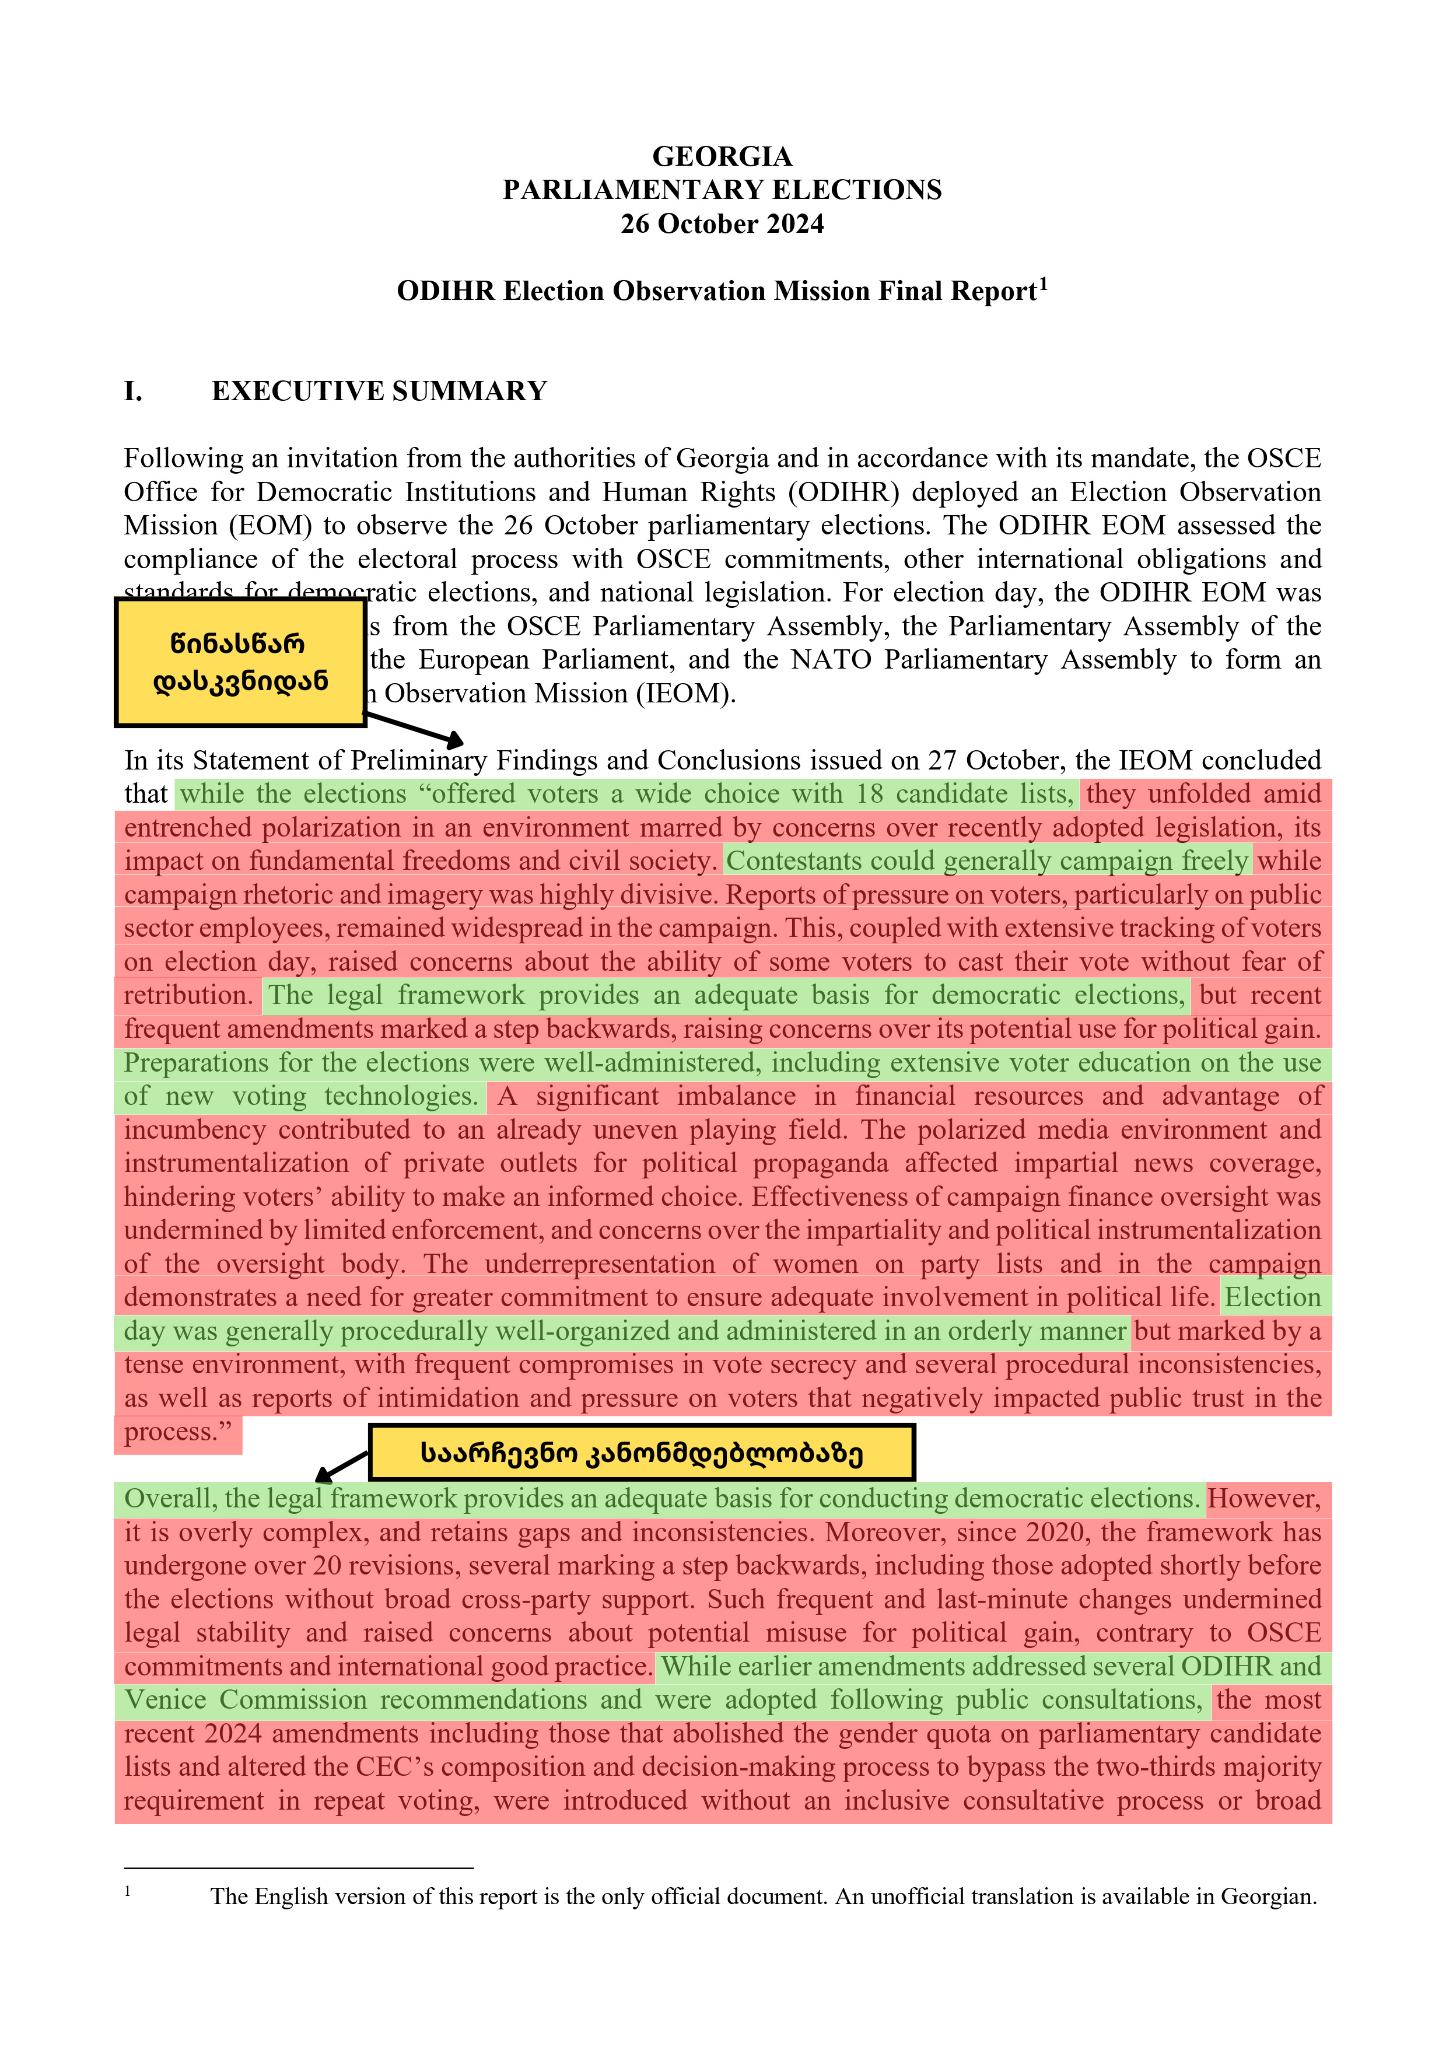 GEORGIA
PARLIAMENTARY ELECTIONS
26 October 2024
ODIHR Election Observation Mission Final Report¹
I. EXECUTIVE SUMMARY
Following an invitation from the authorities of Georgia and in accordance with its mandate, the OSCE
Office for Democratic Institutions and Human Rights (ODIHR) deployed an Election Observation
Mission (EOM) to observe the 26 October parliamentary elections. The ODIHR EOM assessed the
compliance of the electoral process with OSCE commitments, other international obligations and
standards for democratic elections, and national legislation. For election day, the ODIHR EOM was
წინასწარ
დასკვნიდან
s from the OSCE Parliamentary Assembly, the Parliamentary Assembly of the
the European Parliament, and the NATO Parliamentary Assembly to form an
n Observation Mission (IEOM).
In its Statement of Preliminary Findings and Conclusions issued on 27 October, the IEOM concluded
that while the elections “offered voters a wide choice with 18 candidate lists, they unfolded amid
entrenched polarization in an environment marred by concerns over recently adopted legislation, its
impact on fundamental freedoms and civil society. Contestants could generally campaign freely while
campaign rhetoric and imagery was highly divisive. Reports of pressure on voters, particularly on public
sector employees, remained widespread in the campaign. This, coupled with extensive tracking of voters
on election day, raised concerns about the ability of some voters to cast their vote without fear of
retribution. The legal framework provides an adequate basis for democratic elections, but recent
frequent amendments marked a step backwards, raising concerns over its potential use for political gain.
Preparations for the elections were well-administered, including extensive voter education on the use
of new voting technologies. A significant imbalance in financial resources and advantage of
incumbency contributed to an already uneven playing field. The polarized media environment and
instrumentalization of private outlets for political propaganda affected impartial news coverage,
hindering voters’ ability to make an informed choice. Effectiveness of campaign finance oversight was
undermined by limited enforcement, and concerns over the impartiality and political instrumentalization
of the oversight body. The underrepresentation of women on party lists and in the campaign
demonstrates a need for greater commitment to ensure adequate involvement in political life. Election
day was generally procedurally well-organized and administered in an orderly manner but marked by a
tense environment, with frequent compromises in vote secrecy and several procedural inconsistencies,
as well as reports of intimidation and pressure on voters that negatively impacted public trust in the
process.”
საარჩევნო კანონმდებლობაზე
Overall, the legal framework provides an adequate basis for conducting democratic elections. However,
it is overly complex, and retains gaps and inconsistencies. Moreover, since 2020, the framework has
undergone over 20 revisions, several marking a step backwards, including those adopted shortly before
the elections without broad cross-party support. Such frequent and last-minute changes undermined
legal stability and raised concerns about potential misuse for political gain, contrary to OSCE
commitments and international good practice. While earlier amendments addressed several ODIHR and
Venice Commission recommendations and were adopted following public consultations, the most
recent 2024 amendments including those that abolished the gender quota on parliamentary candidate
lists and altered the CEC’s composition and decision-making process to bypass the two-thirds majority
requirement in repeat voting, were introduced without an inclusive consultative process or broad
¹ The English version of this report is the only official document. An unofficial translation is available in Georgian.